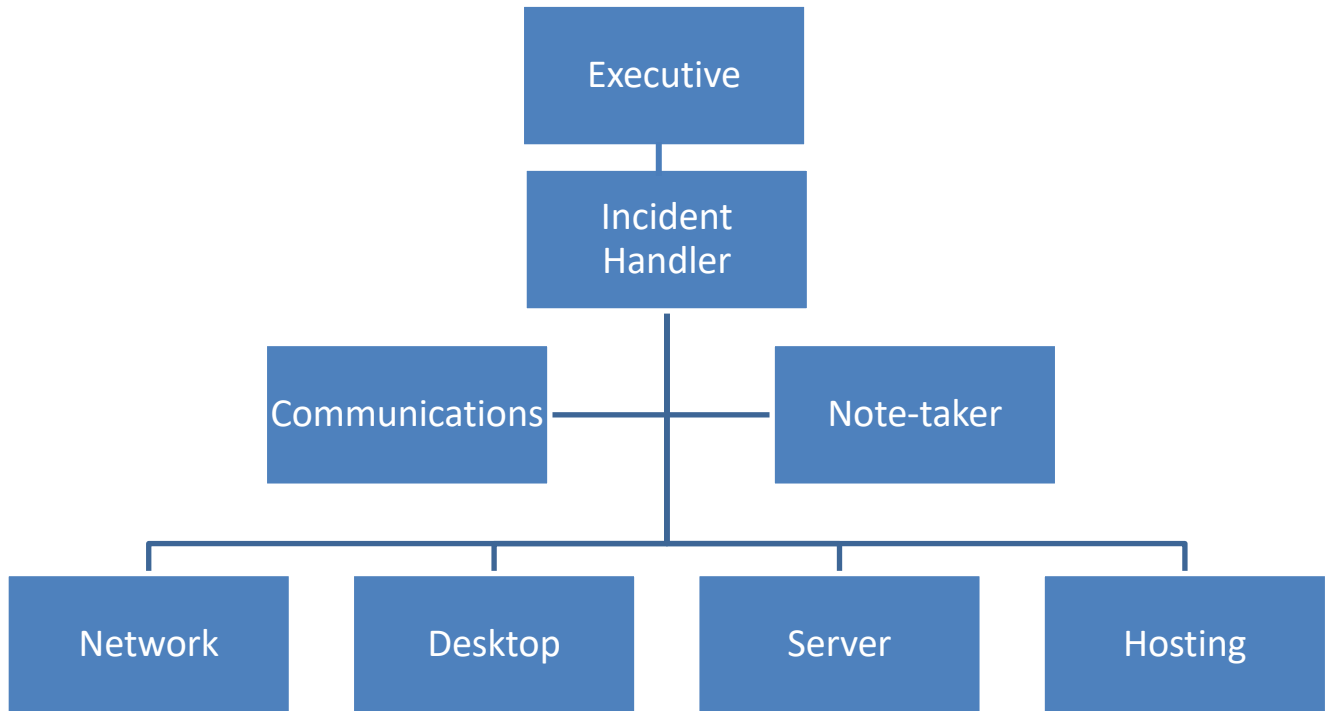 Executive
Incident
Handler
Communications
Note-taker
Network
Desktop
Server
Hosting